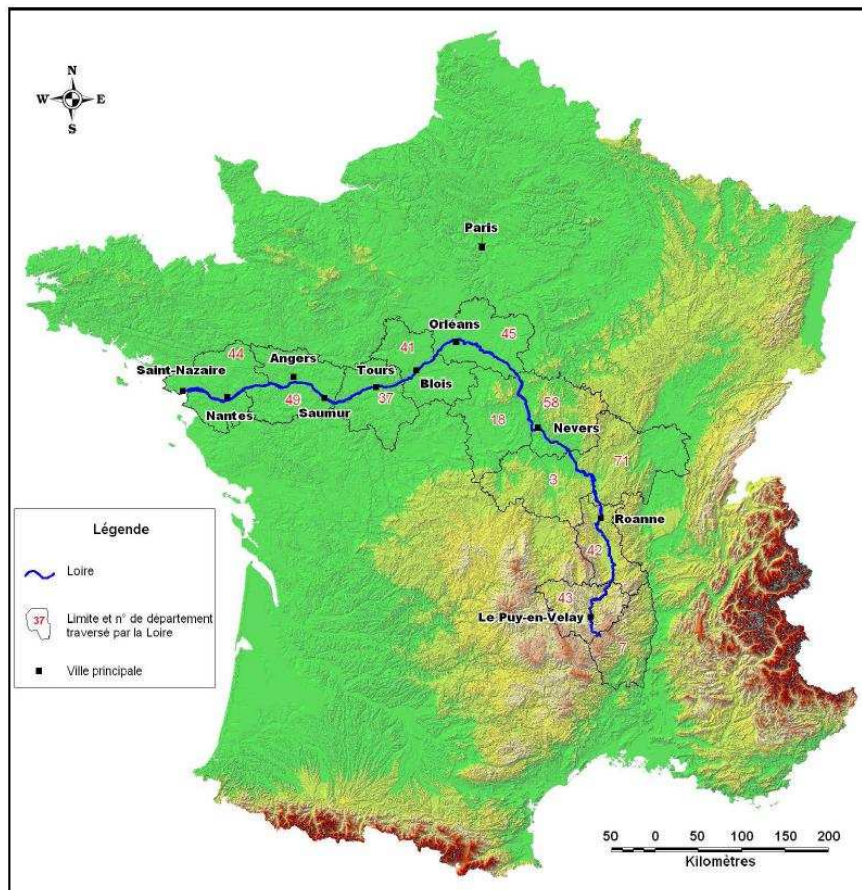 N
W E
S
Paris
Orléans
45
41
Angers
44
Tours
Saint-Nazaire
Blois
37
58
49
Saumur
Nantes
18
Nevers
71
3
Roanne
42
43
Le Puy-en-Velay
7
Légende
Loire
37
Limite et n° de département
traversé par la Loire
Ville principale
50 0 50 100 150 200
Kilomètres